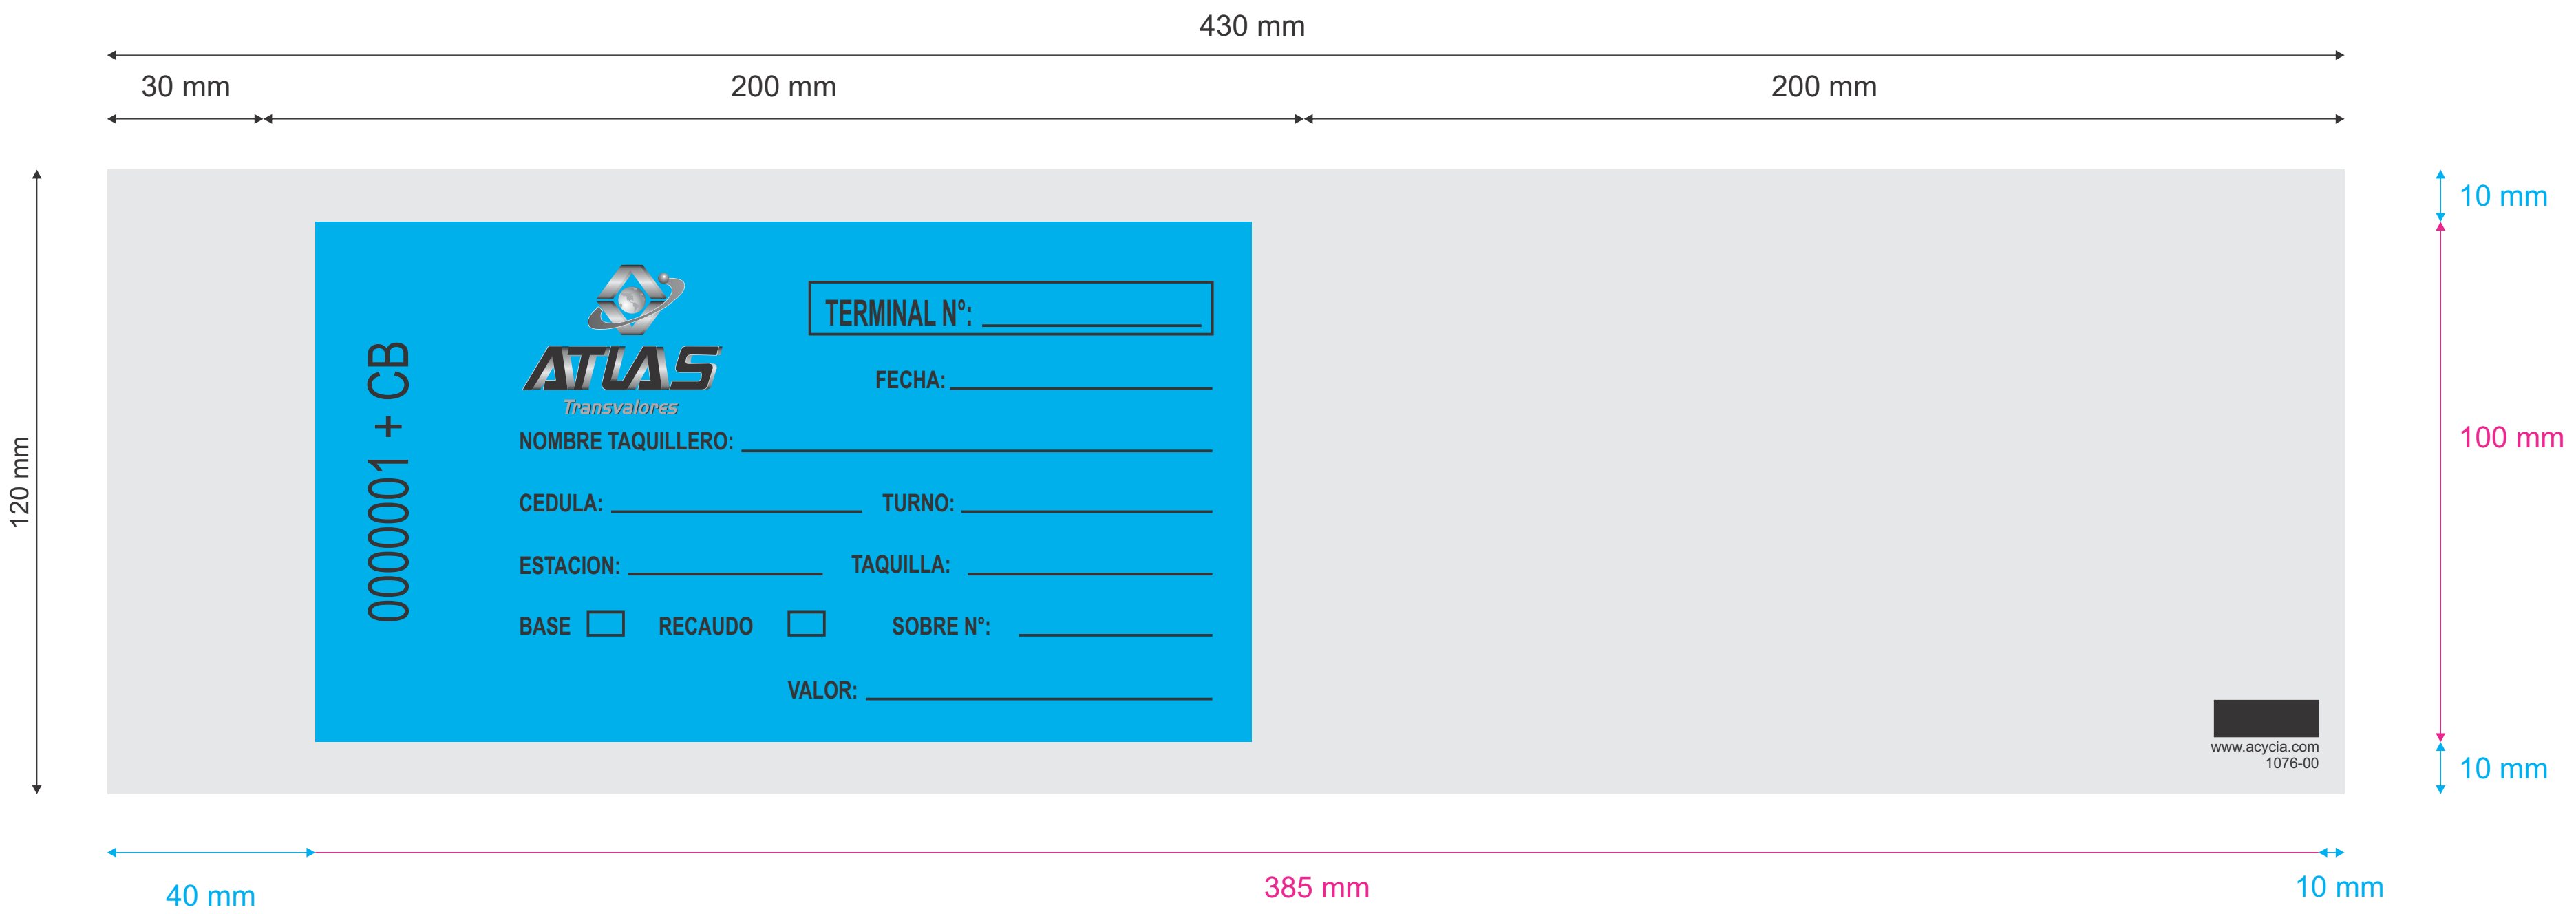 430 mm
30 mm
200 mm
200 mm
120 mm
10 mm
100 mm
10 mm
0000001 + CB
ATLAS
Transvalores
TERMINAL N°:
FECHA:
NOMBRE TAQUILLERO:
CEDULA: TURNO:
ESTACION: TAQUILLA:
BASE RECAUDO SOBRE N°:
VALOR:
www.acycia.com
1076-00
40 mm
385 mm
10 mm